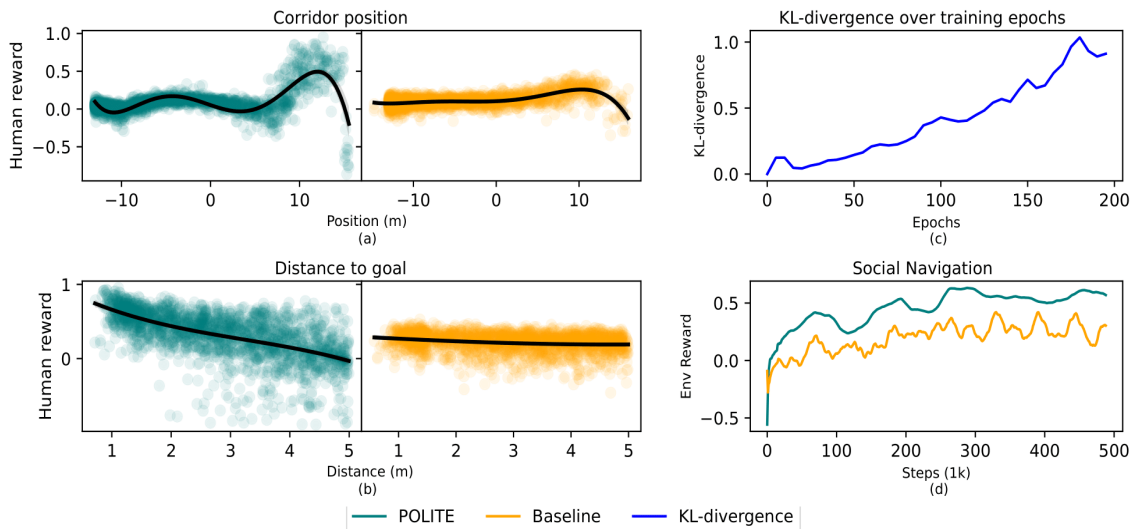 Corridor position
Human reward
1.0
0.5
0.0
−0.5
−10
0
10
−10
0
10
Position (m)
(a)
KL-divergence over training epochs
KL-divergence
1.0
0.5
0.0
0
50
100
150
200
Epochs
(c)
Distance to goal
Human reward
1
0
1
2
3
4
5
1
2
3
4
5
Distance (m)
(b)
Social Navigation
Env Reward
0.5
0.0
−0.5
0
100
200
300
400
500
Steps (1k)
(d)
POLITE
Baseline
KL-divergence